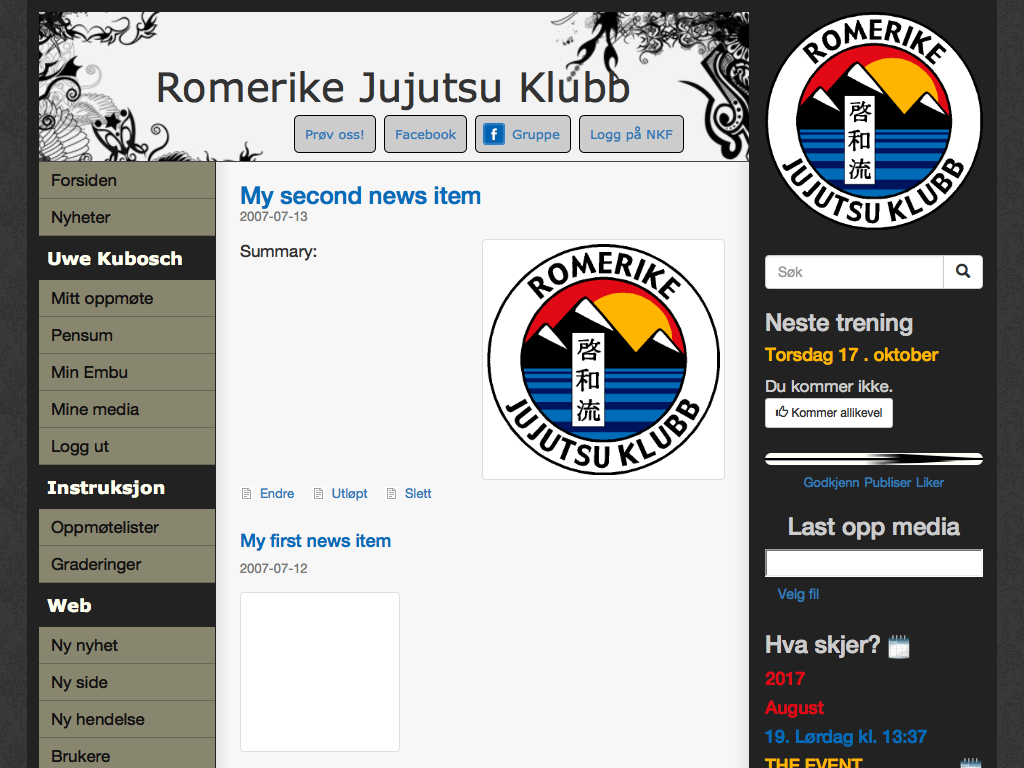 Romerike Jujutsu Klubb
Prøv oss!
Facebook
Gruppe
Logg på NKF
Forsiden
Nyheter
Uwe Kubosch
Mitt oppmøte
Pensum
Min Embu
Mine media
Logg ut
Instruksjon
Oppmøtelister
Graderinger
Web
Ny nyhet
Ny side
Ny hendelse
Brukere
My second news item
2007-07-13
Summary:
ROMERIKE
啓和流
JUJUTSU KLUBB
Endre
Utløpt
Slett
My first news item
2007-07-12
ROMERIKE
啓和流
JUJUTSU KLUBB
Søk
Neste trening
Torsdag 17 . oktober
Du kommer ikke.
Kommer allikevel
Godkjenn Publiser Liker
Last opp media
Velg fil
Hva skjer?
2017
August
19. Lørdag kl. 13:37
THE EVENT